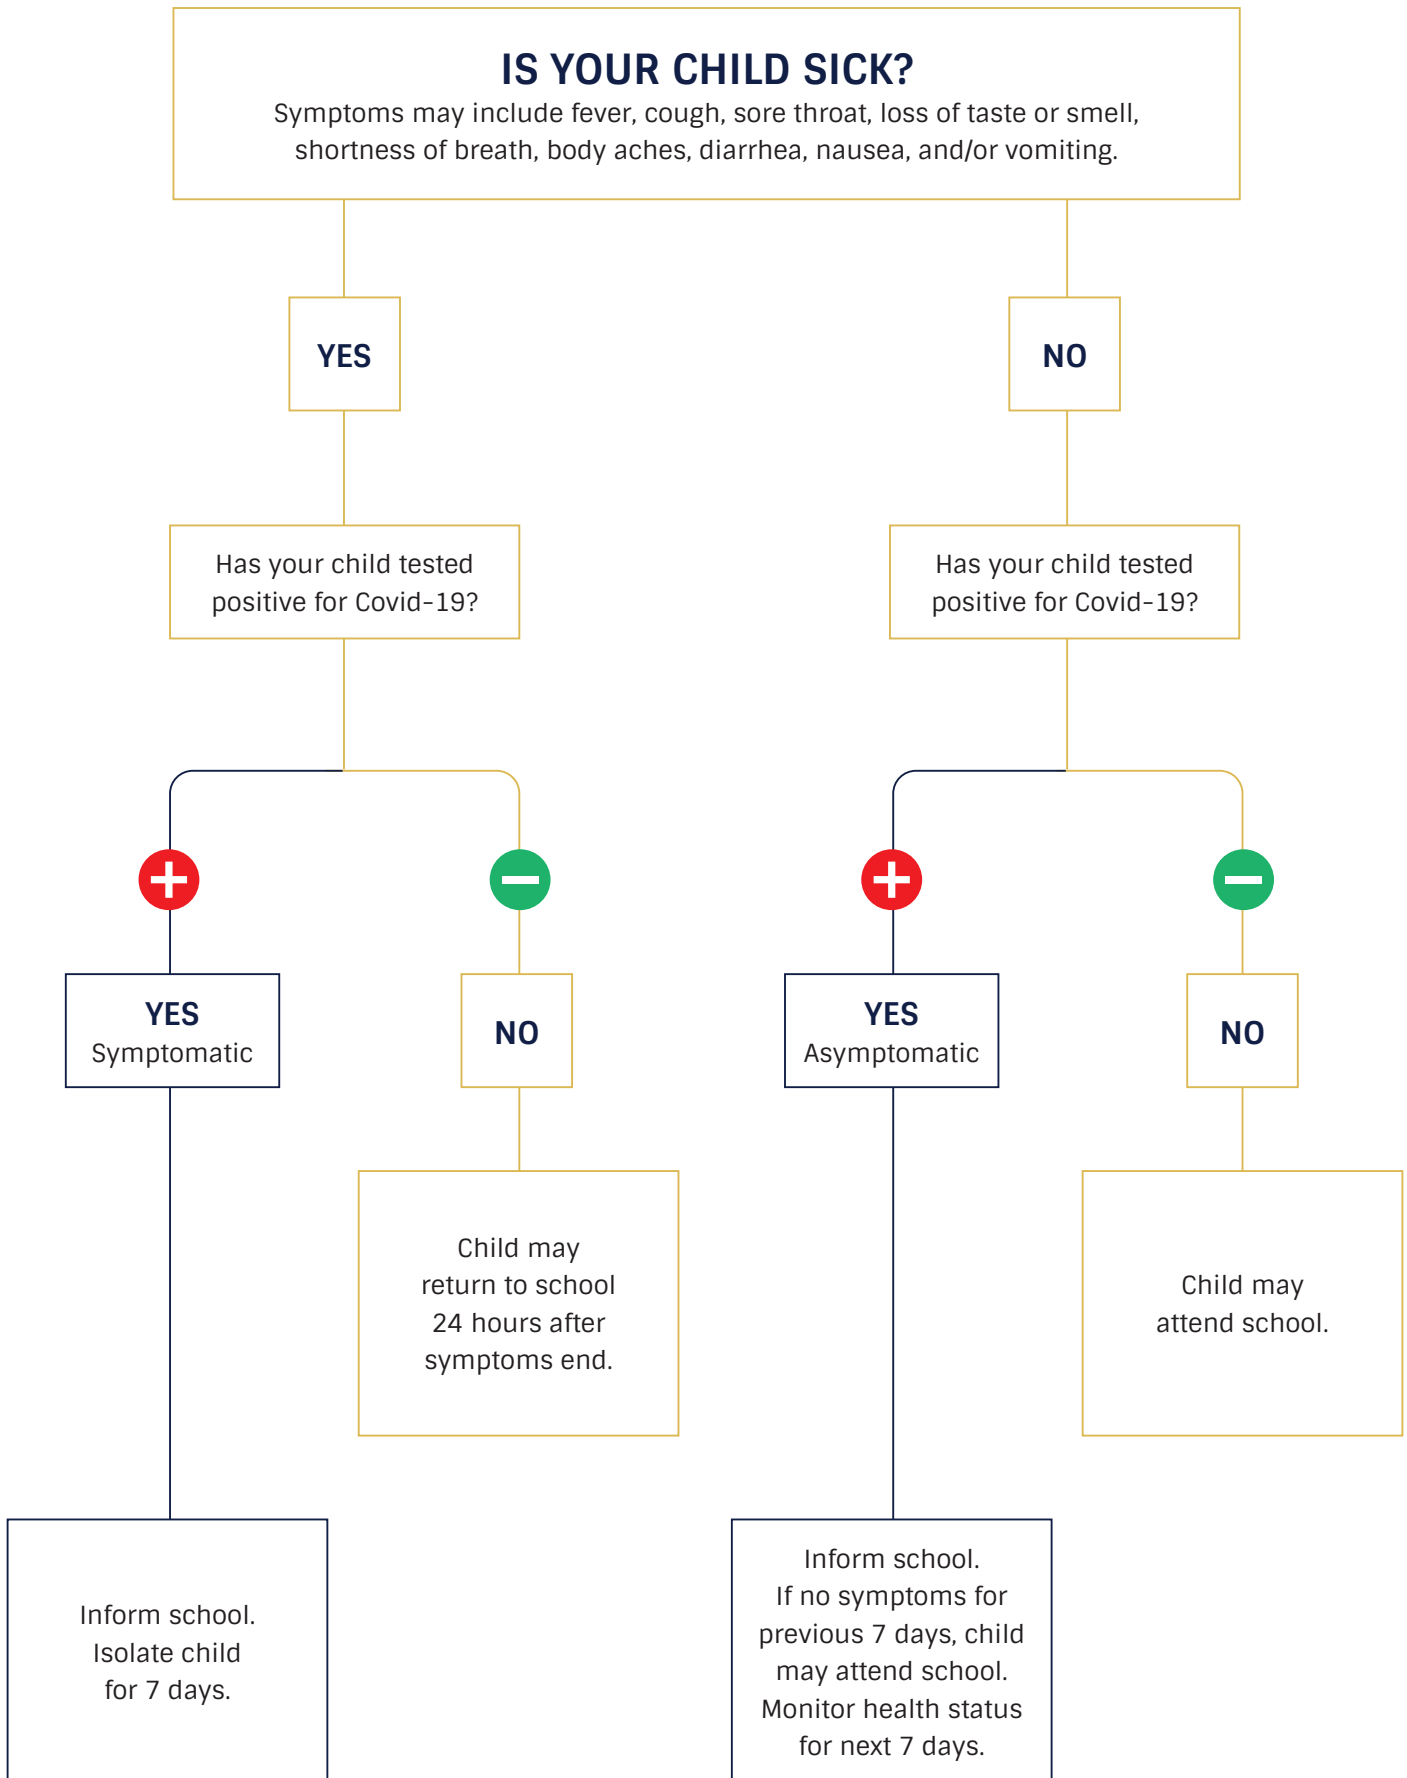 IS YOUR CHILD SICK?
Symptoms may include fever, cough, sore throat, loss of taste or smell,
shortness of breath, body aches, diarrhea, nausea, and/or vomiting.
YES
NO
Has your child tested
positive for Covid-19?
Has your child tested
positive for Covid-19?
YES
Symptomatic
NO
YES
Asymptomatic
NO
Child may
return to school
24 hours after
symptoms end.
Child may
attend school.
Inform school.
Isolate child
for 7 days.
Inform school.
If no symptoms for
previous 7 days, child
may attend school.
Monitor health status
for next 7 days.